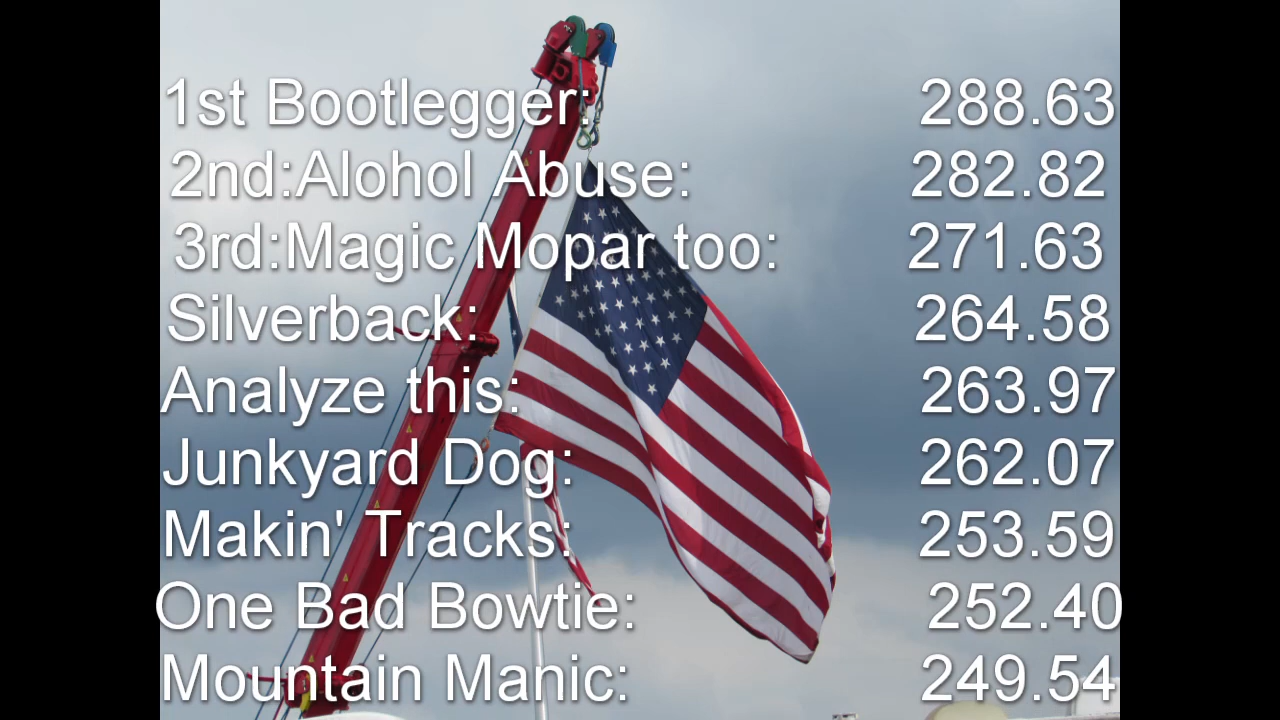 1st Bootlegger: 288.63
2nd:Alohol Abuse: 282.82
3rd:Magic Mopar too: 271.63
Silverback: 264.58
Analyze this: 263.97
Junkyard Dog: 262.07
Makin' Tracks: 253.59
One Bad Bowtie: 252.40
Mountain Manic: 249.54